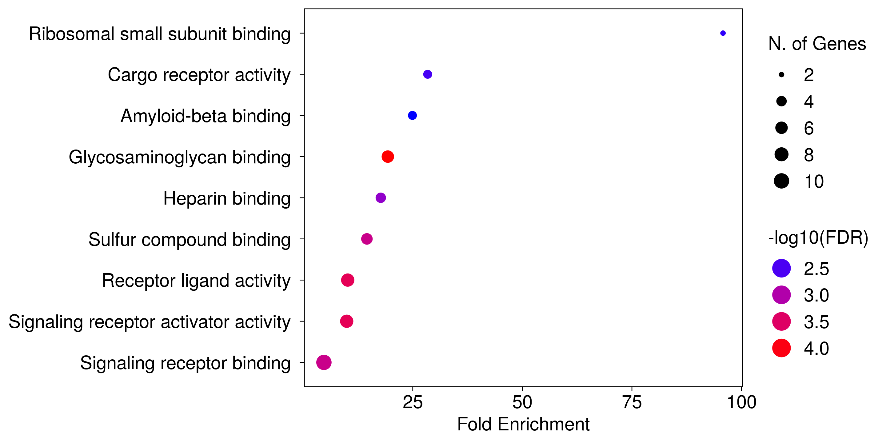 Ribosomal small subunit binding
Cargo receptor activity
Amyloid-beta binding
Glycosaminoglycan binding
Heparin binding
Sulfur compound binding
Receptor ligand activity
Signaling receptor activator activity
Signaling receptor binding
25 50 75 100
Fold Enrichment
N. of Genes
2
4
6
8
10
-log10(FDR)
2.5
3.0
3.5
4.0